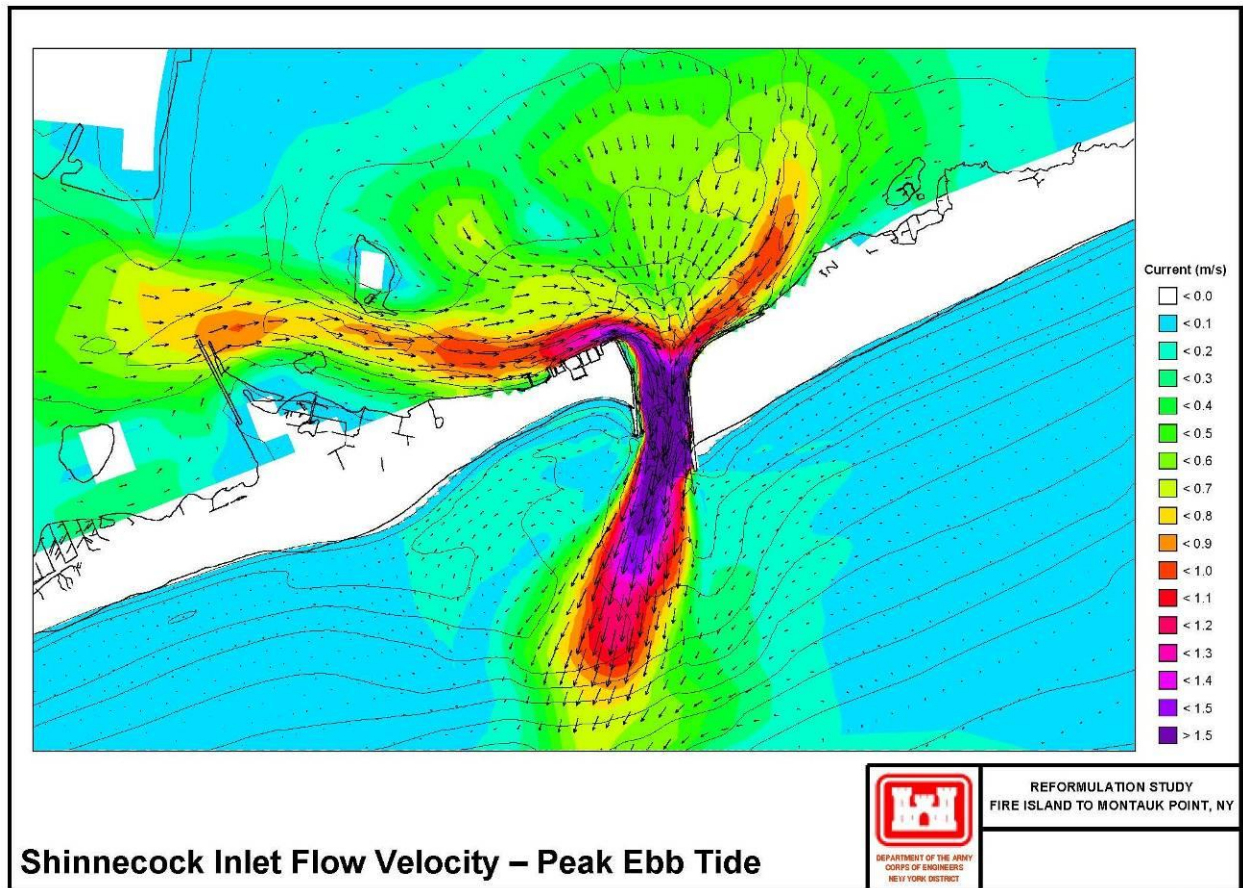 Current (m/s)
< 0.0
< 0.1
< 0.2
< 0.3
< 0.4
< 0.5
< 0.6
< 0.7
< 0.8
< 0.9
< 1.0
< 1.1
< 1.2
< 1.3
< 1.4
< 1.5
> 1.5
Shinnecock Inlet Flow Velocity – Peak Ebb Tide
DEPARTMENT OF THE ARMY
CORPS OF ENGINEERS
NEW YORK DISTRICT
REFORMULATION STUDY
FIRE ISLAND TO MONTAUK POINT, NY